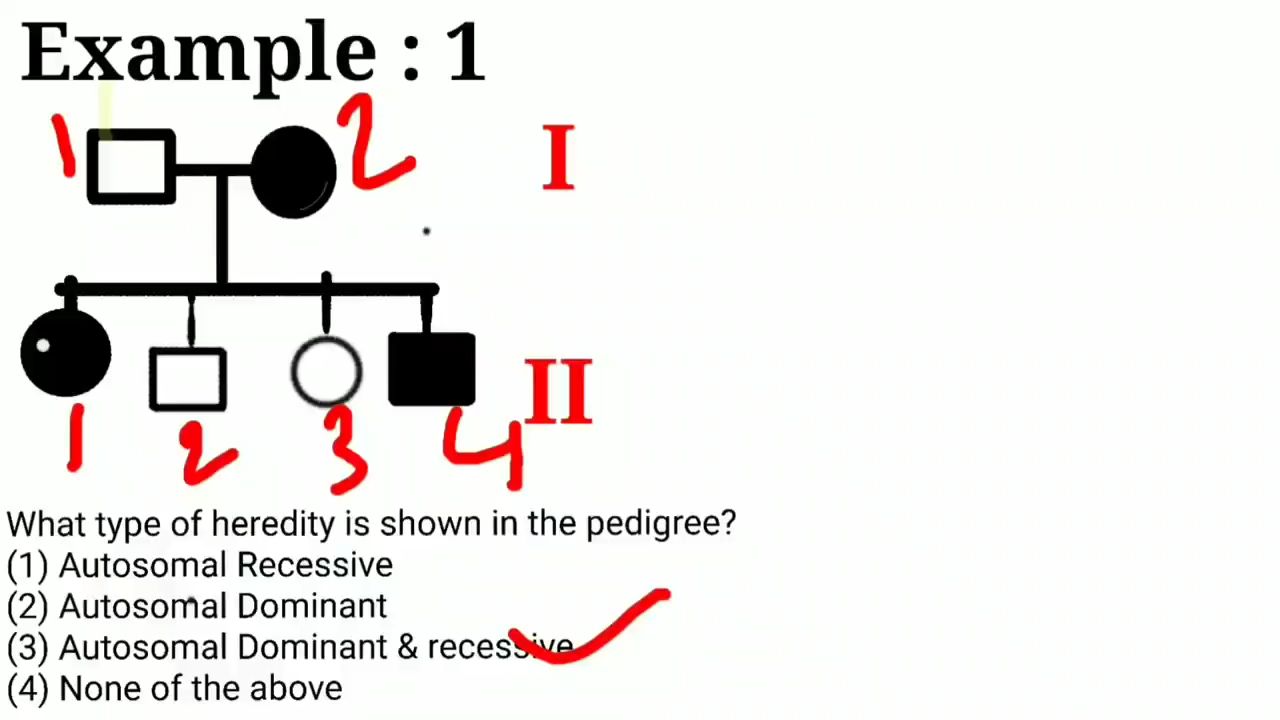 Example : 1
1 2 I
1 2 3 4 II
What type of heredity is shown in the pedigree?
(1) Autosomal Recessive
(2) Autosomal Dominant
(3) Autosomal Dominant & recessive
(4) None of the above